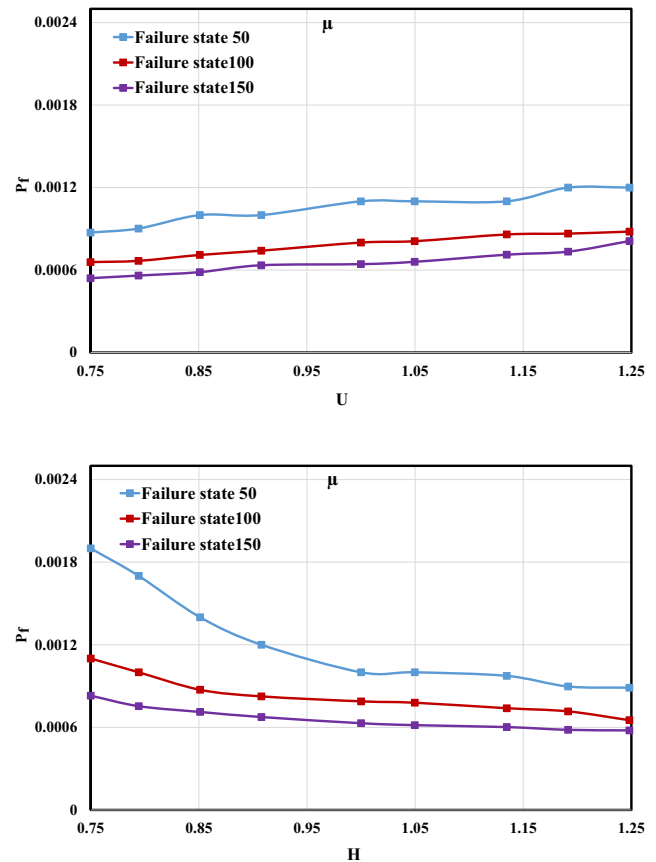 μ
0.0024
0.0018
0.0012
0.0006
0
Pf
Failure state 50
Failure state100
Failure state150
0.75
0.85
0.95
1.05
1.15
1.25
U
μ
0.0024
0.0018
0.0012
0.0006
0
Pf
Failure state 50
Failure state100
Failure state150
0.75
0.85
0.95
1.05
1.15
1.25
H